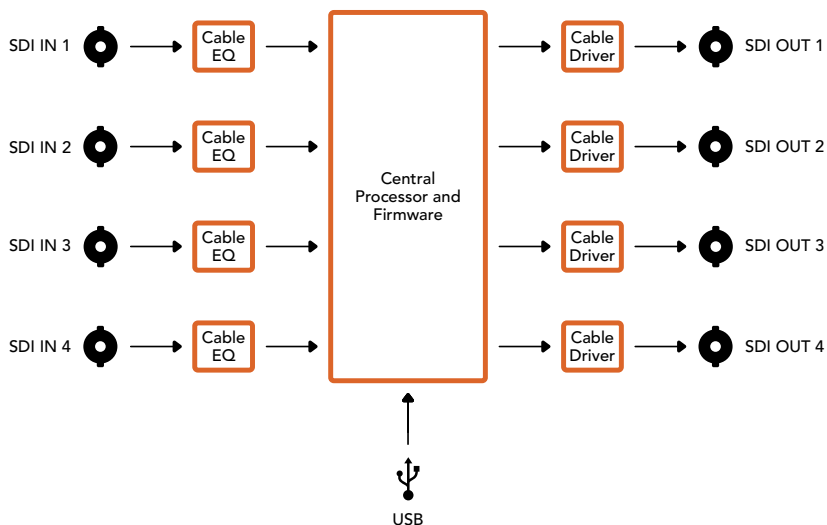 SDI IN 1
Cable
EQ
Cable
Driver
SDI OUT 1
SDI IN 2
Cable
EQ
Cable
Driver
SDI OUT 2
Central
Processor and
Firmware
SDI IN 3
Cable
EQ
Cable
Driver
SDI OUT 3
SDI IN 4
Cable
EQ
Cable
Driver
SDI OUT 4
USB